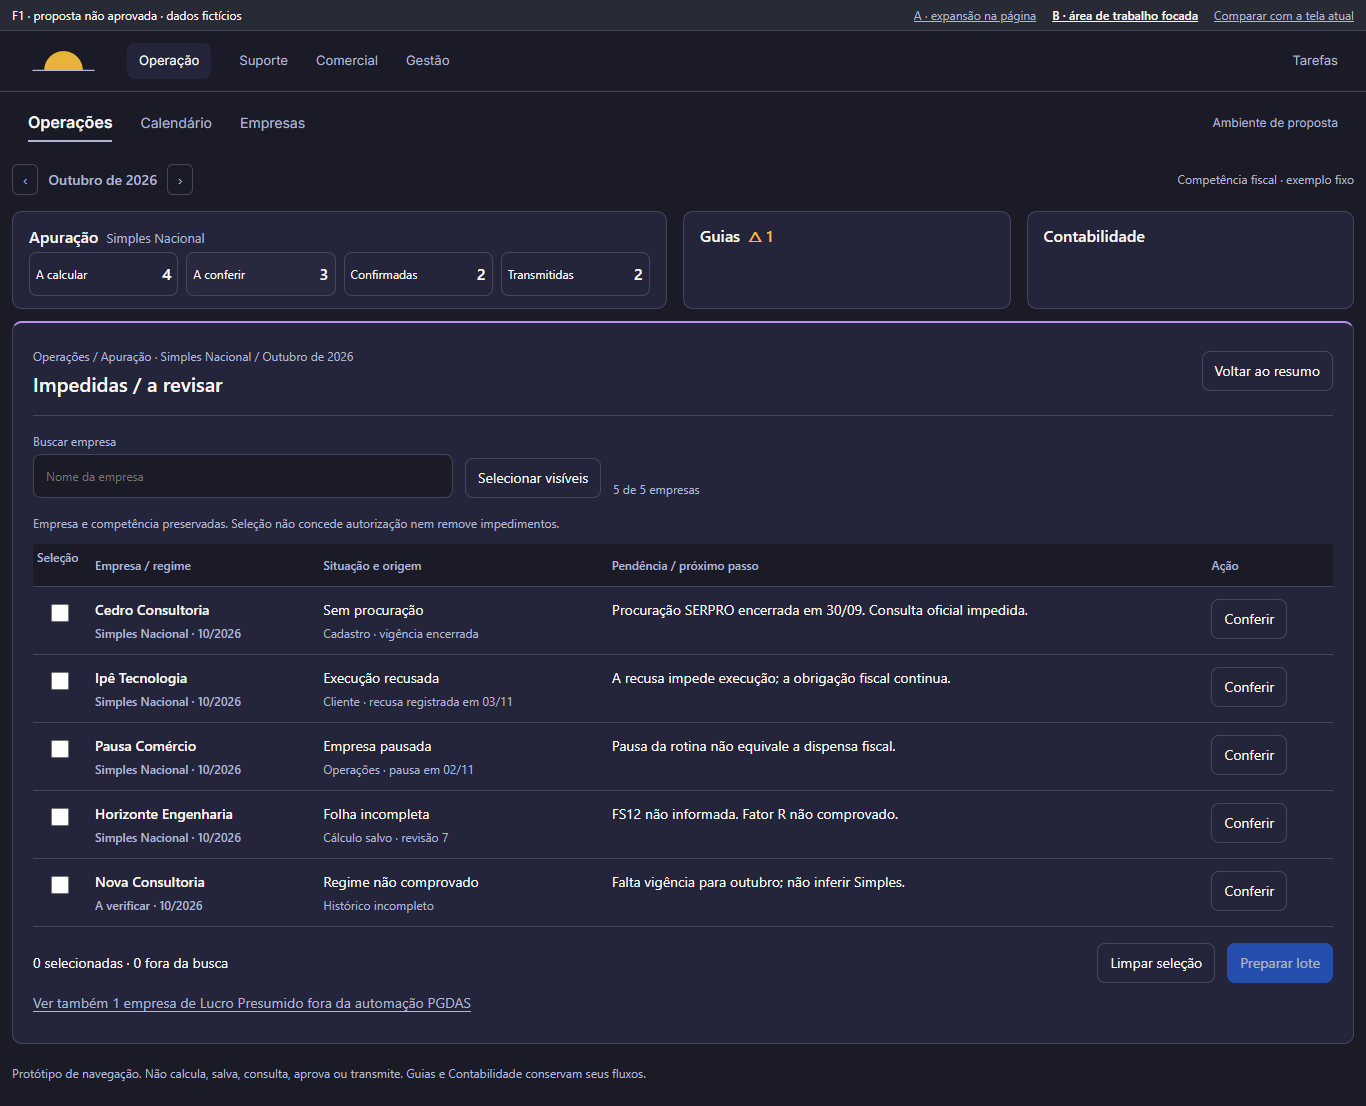 F1 · proposta não aprovada · dados fictícios
A · expansão na página
B · área de trabalho focada
Comparar com a tela atual
Operação
Suporte
Comercial
Gestão
Tarefas
Operações
Calendário
Empresas
Ambiente de proposta
‹
Outubro de 2026
›
Competência fiscal · exemplo fixo
Apuração Simples Nacional
A calcular 4
A conferir 3
Confirmadas 2
Transmitidas 2
Guias △ 1
Contabilidade
Operações / Apuração · Simples Nacional / Outubro de 2026
Impedidas / a revisar
Voltar ao resumo
Buscar empresa
Nome da empresa
Selecionar visíveis
5 de 5 empresas
Empresa e competência preservadas. Seleção não concede autorização nem remove impedimentos.
Seleção
Empresa / regime
Situação e origem
Pendência / próximo passo
Ação
Cedro Consultoria
Simples Nacional · 10/2026
Sem procuração
Cadastro · vigência encerrada
Procuração SERPRO encerrada em 30/09. Consulta oficial impedida.
Conferir
Ipê Tecnologia
Simples Nacional · 10/2026
Execução recusada
Cliente · recusa registrada em 03/11
A recusa impede execução; a obrigação fiscal continua.
Conferir
Pausa Comércio
Simples Nacional · 10/2026
Empresa pausada
Operações · pausa em 02/11
Pausa da rotina não equivale a dispensa fiscal.
Conferir
Horizonte Engenharia
Simples Nacional · 10/2026
Folha incompleta
Cálculo salvo · revisão 7
FS12 não informada. Fator R não comprovado.
Conferir
Nova Consultoria
A verificar · 10/2026
Regime não comprovado
Histórico incompleto
Falta vigência para outubro; não inferir Simples.
Conferir
0 selecionadas · 0 fora da busca
Limpar seleção
Preparar lote
Ver também 1 empresa de Lucro Presumido fora da automação PGDAS
Protótipo de navegação. Não calcula, salva, consulta, aprova ou transmite. Guias e Contabilidade conservam seus fluxos.